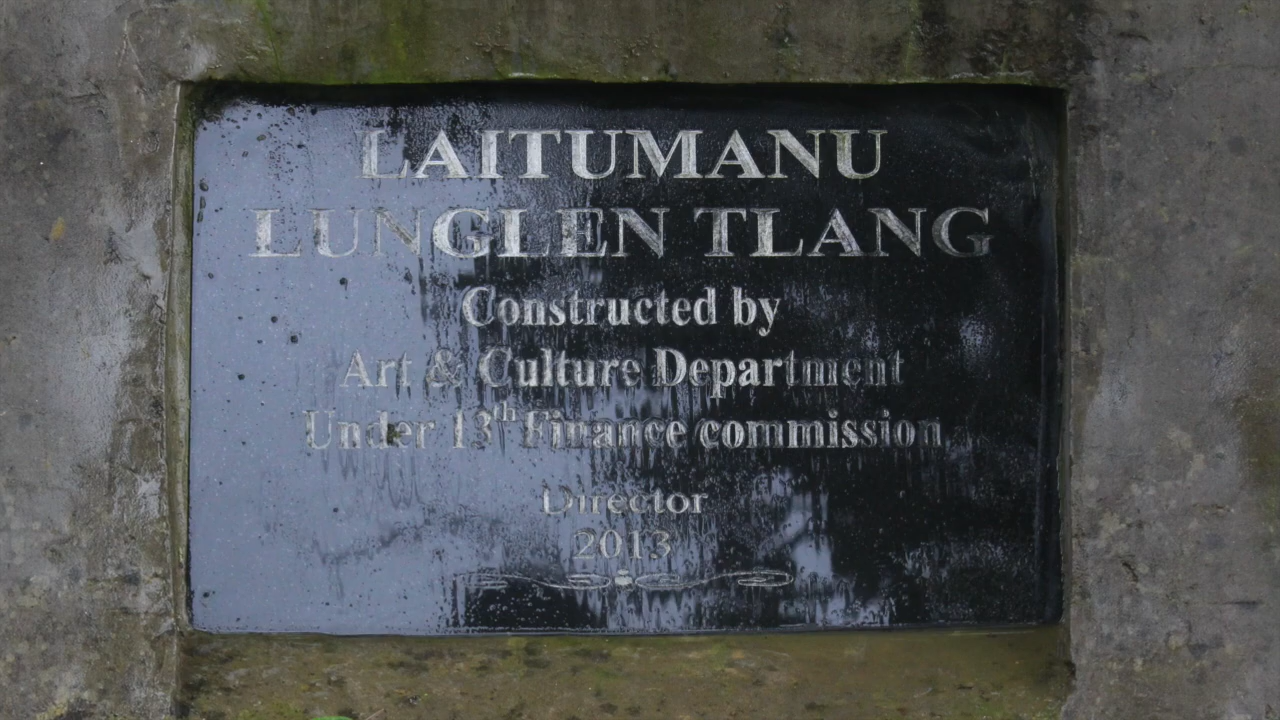 LAITUMANU
LUNGLEN TLANG
Constructed by
Art & Culture Department
Under 13th Finance commission
Director
2013